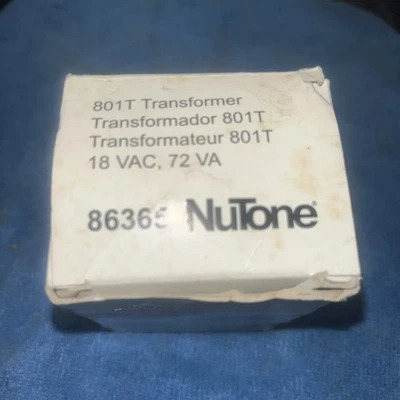 801T Transformer
Transformador 801T
Transformateur 801T
18 VAC, 72 VA
86365 NuTone®